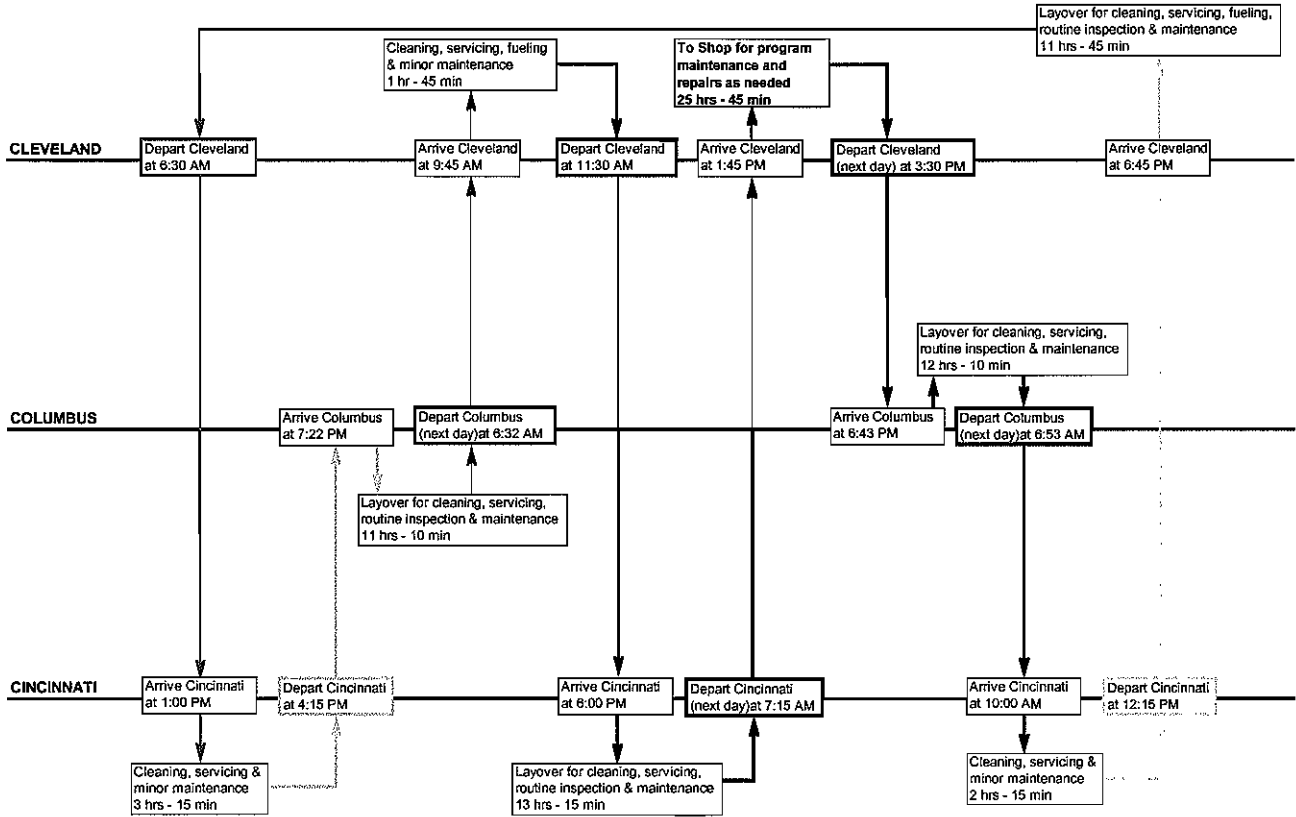 Layover for cleaning, servicing, fueling,
routine inspection & maintenance
11 hrs - 45 min
Cleaning, servicing, fueling
& minor maintenance
1 hr - 45 min
To Shop for program
maintenance and
repairs as needed
25 hrs - 45 min
CLEVELAND
Depart Cleveland
at 6:30 AM
Arrive Cleveland
at 9:45 AM
Depart Cleveland
at 11:30 AM
Arrive Cleveland
at 1:45 PM
Depart Cleveland
(next day) at 3:30 PM
Arrive Cleveland
at 6:45 PM
Layover for cleaning, servicing,
routine inspection & maintenance
12 hrs - 10 min
COLUMBUS
Arrive Columbus
at 7:22 PM
Depart Columbus
(next day)at 6:32 AM
Arrive Columbus
at 6:43 PM
Depart Columbus
(next day)at 6:53 AM
Layover for cleaning, servicing,
routine inspection & maintenance
11 hrs - 10 min
CINCINNATI
Arrive Cincinnati
at 1:00 PM
Depart Cincinnati
at 4:15 PM
Arrive Cincinnati
at 6:00 PM
Depart Cincinnati
(next day)at 7:15 AM
Arrive Cincinnati
at 10:00 AM
Depart Cincinnati
at 12:15 PM
Cleaning, servicing &
minor maintenance
3 hrs - 15 min
Layover for cleaning, servicing,
routine inspection & maintenance
13 hrs - 15 min
Cleaning, servicing &
minor maintenance
2 hrs - 15 min